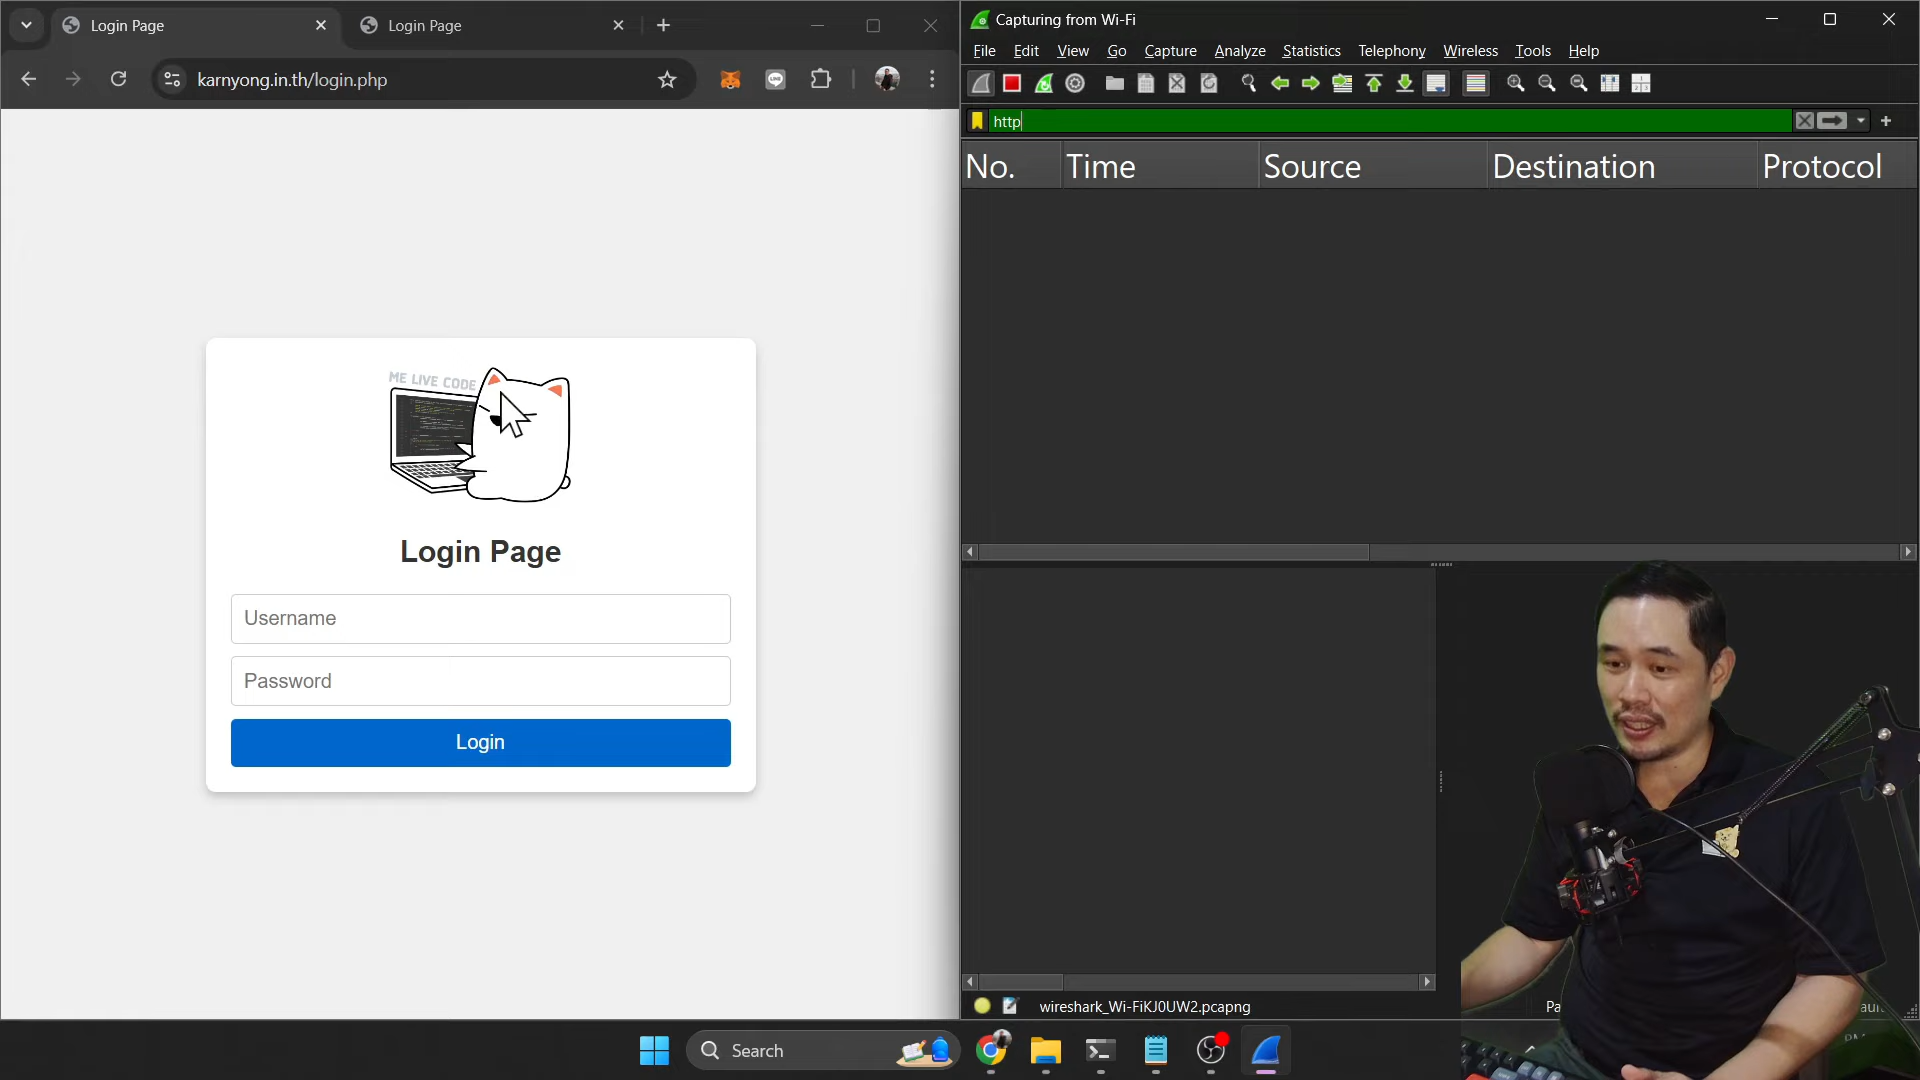 Login Page
Login Page
karnyong.in.th/login.php
ME LIVE CODE
Login Page
Username
Password
Login
Capturing from Wi-Fi
File Edit View Go Capture Analyze Statistics Telephony Wireless Tools Help
http
No. Time Source Destination Protocol
wireshark_Wi-FiKJ0UW2.pcapng
Search